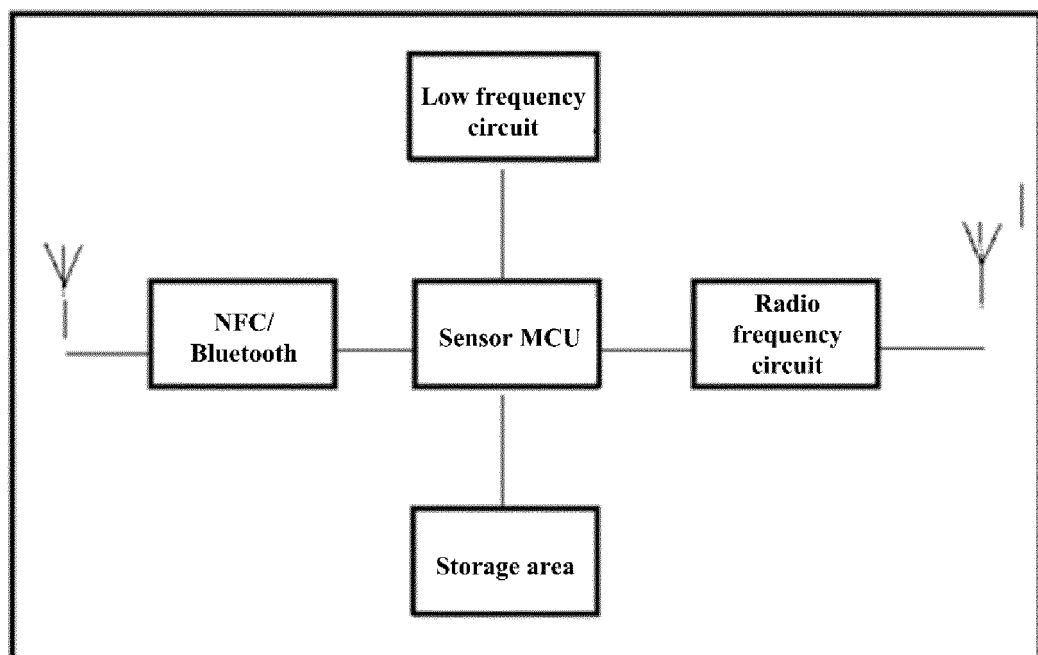 Low frequency
circuit
NFC/
Bluetooth
Sensor MCU
Radio
frequency
circuit
Storage area